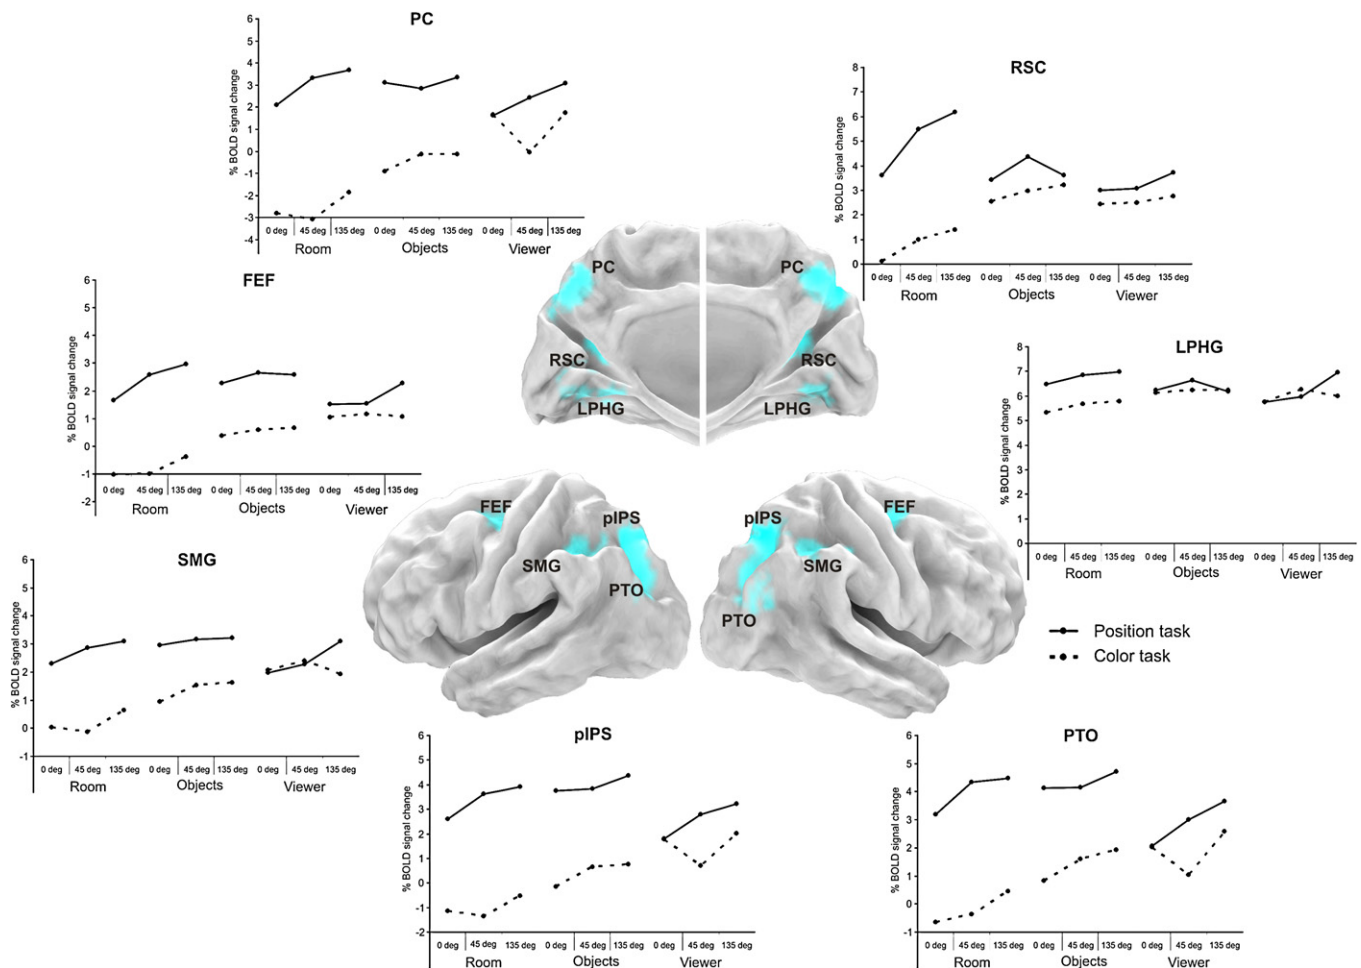 PC
6
5
4
3
2
1
0
-1
-2
-3
-4
% BOLD signal change
0 deg 45 deg 135 deg 0 deg 45 deg 135 deg 0 deg 45 deg 135 deg
Room Objects Viewer
RSC
8
7
6
5
4
3
2
1
0
% BOLD signal change
0 deg 45 deg 135 deg 0 deg 45 deg 135 deg 0 deg 45 deg 135 deg
Room Objects Viewer
FEF
6
5
4
3
2
1
0
-1
-2
% BOLD signal change
0 deg 45 deg 135 deg 0 deg 45 deg 135 deg 0 deg 45 deg 135 deg
Room Objects Viewer
PC PC
RSC RSC
LPHG LPHG
LPHG
8
7
6
5
4
3
2
1
0
% BOLD signal change
0 deg 45 deg 135 deg 0 deg 45 deg 135 deg 0 deg 45 deg 135 deg
Room Objects Viewer
FEF pIPS pIPS FEF
SMG SMG
PTO PTO
SMG
6
5
4
3
2
1
0
-1
% BOLD signal change
0 deg 45 deg 135 deg 0 deg 45 deg 135 deg 0 deg 45 deg 135 deg
Room Objects Viewer
Position task
Color task
pIPS
6
5
4
3
2
1
0
-1
-2
% BOLD signal change
0 deg 45 deg 135 deg 0 deg 45 deg 135 deg 0 deg 45 deg 135 deg
Room Objects Viewer
PTO
6
5
4
3
2
1
0
-1
% BOLD signal change
0 deg 45 deg 135 deg 0 deg 45 deg 135 deg 0 deg 45 deg 135 deg
Room Objects Viewer